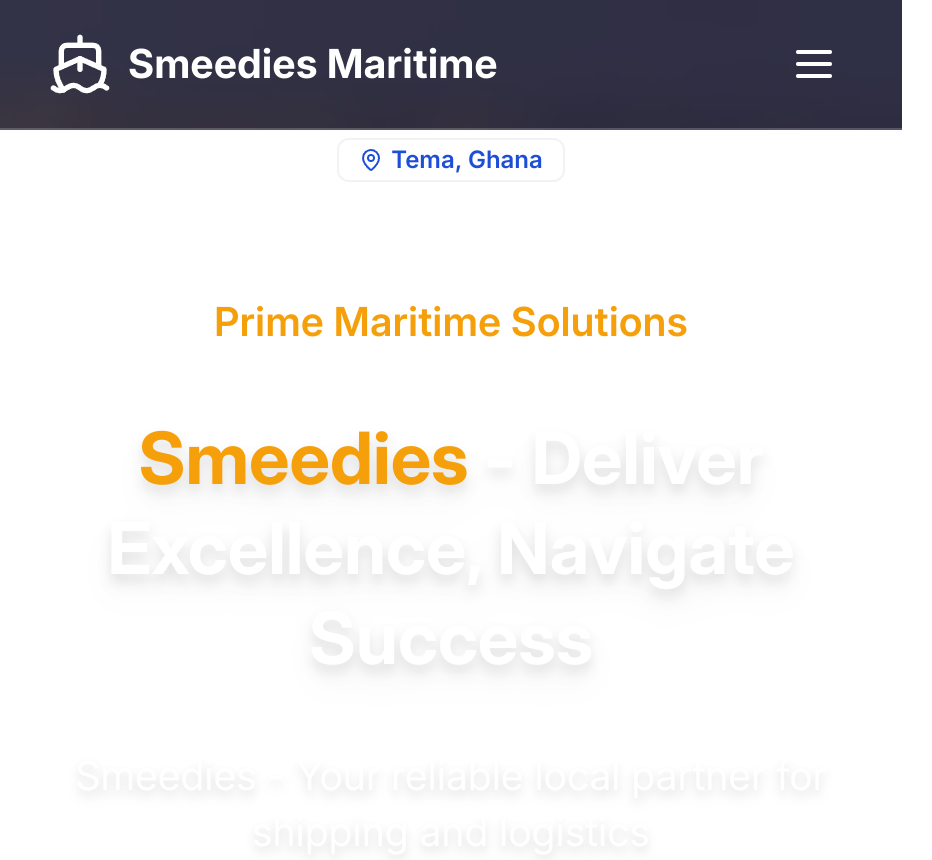 Smeedies Maritime
Tema, Ghana
Prime Maritime Solutions
Smeedies - Deliver
Excellence, Navigate
Success
Smeedies - Your reliable local partner for
shipping and logistics